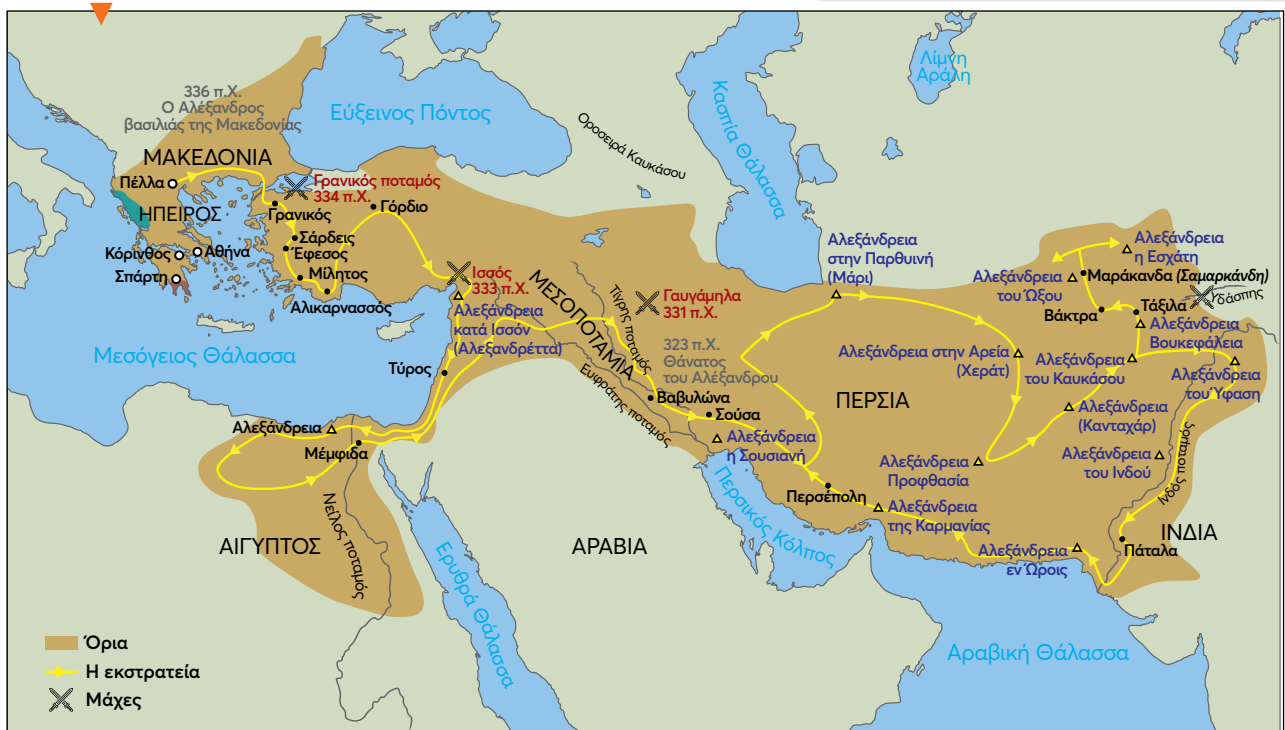 336 π.Χ.
Ο Αλέξανδρος
βασιλιάς της Μακεδονίας
ΜΑΚΕΔΟΝΙΑ
Πέλλα
ΗΠΕΙΡΟΣ
Κόρινθος
Αθήνα
Σπάρτη
Εύξεινος Πόντος
Γρανικός ποταμός
334 π.Χ.
Γρανικός
Γόρδιο
Σάρδεις
Έφεσος
Μίλητος
Αλικαρνασσός
Οροσειρά Καυκάσου
Κασπία Θάλασσα
Λίμνη
Αράλη
Ισσός
333 π.Χ.
Αλεξάνδρεια
κατά Ισσόν
(Αλεξανδρέττα)
Μεσόγειος Θάλασσα
Τύρος
ΜΕΣΟΠΟΤΑΜΙΑ
Τίγρης ποταμός
Ευφράτης ποταμός
Γαυγάμηλα
331 π.Χ.
323 π.Χ.
Θάνατος
του Αλέξανδρου
Βαβυλώνα
Σούσα
Αλεξάνδρεια
η Σουσιανή
Αλεξάνδρεια
στην Παρθυινή
(Μάρι)
Αλεξάνδρεια στην Αρεία
(Χεράτ)
ΠΕΡΣΙΑ
Αλεξάνδρεια
η Εσχάτη
Αλεξάνδρεια
του Ώξου
Μαράκανδα (Σαμαρκάνδη)
Βάκτρα
Τάξιλα
Υδάσπης
Αλεξάνδρεια
Βουκεφάλεια
Αλεξάνδρεια
του Καυκάσου
Αλεξάνδρεια
του Ύφαση
Αλεξάνδρεια
(Κανταχάρ)
Αλεξάνδρεια
του Ινδού
Ινδός ποταμός
Αλεξάνδρεια
Προφθασία
Περσέπολη
Αλεξάνδρεια
της Καρμανίας
Αλεξάνδρεια
εν Ώροις
Πάταλα
ΙΝΔΙΑ
Αλεξάνδρεια
Μέμφιδα
Νείλος ποταμός
ΑΙΓΥΠΤΟΣ
Ερυθρά Θάλασσα
ΑΡΑΒΙΑ
Περσικός Κόλπος
Αραβική Θάλασσα
Όρια
Η εκστρατεία
Μάχες